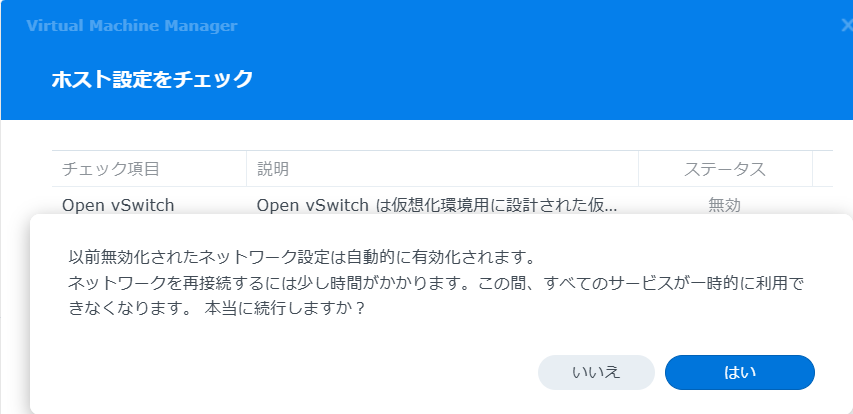 Virtual Machine Manager
ホスト設定をチェック
チェック項目 説明 ステータス
Open vSwitch Open vSwitch は仮想化環境用に設計された仮... 無効
以前無効化されたネットワーク設定は自動的に有効化されます。
ネットワークを再接続するには少し時間がかかります。この間、すべてのサービスが一時的に利用で
きなくなります。 本当に続行しますか？
いいえ はい